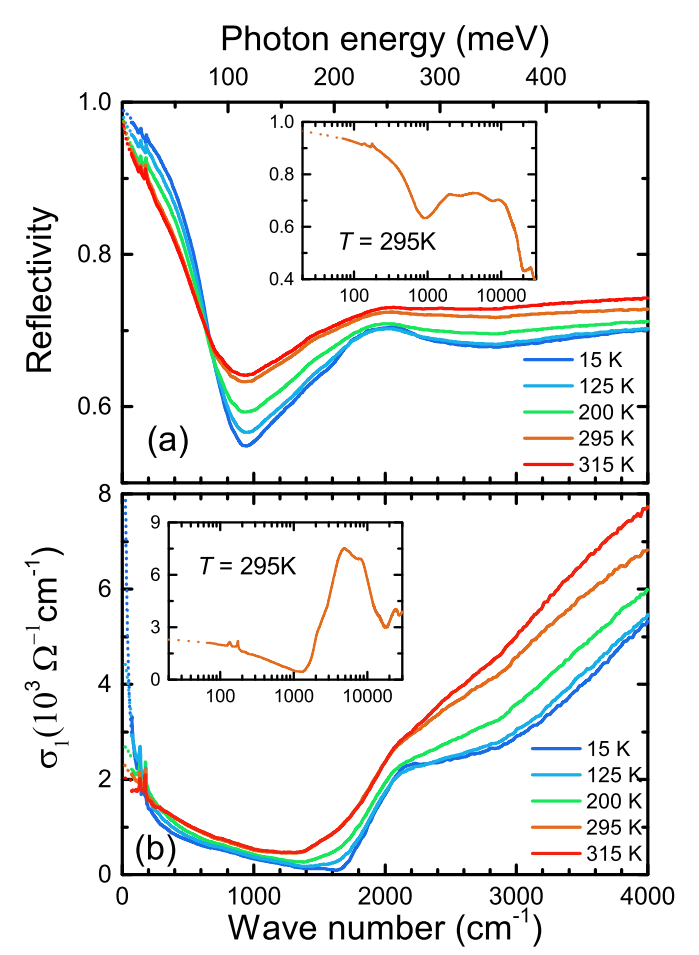 Photon energy (meV)
0 100 200 300 400
1.0
0.8
0.6
Reflectivity
1.0
0.8
0.6
0.4
T = 295K
100 1000 10000
15 K
125 K
200 K
295 K
315 K
(a)
8
6
4
2
0
σ₁(10³ Ω⁻¹cm⁻¹)
9
6
3
0
T = 295K
100 1000 10000
15 K
125 K
200 K
295 K
315 K
(b)
0 1000 2000 3000 4000
Wave number (cm⁻¹)